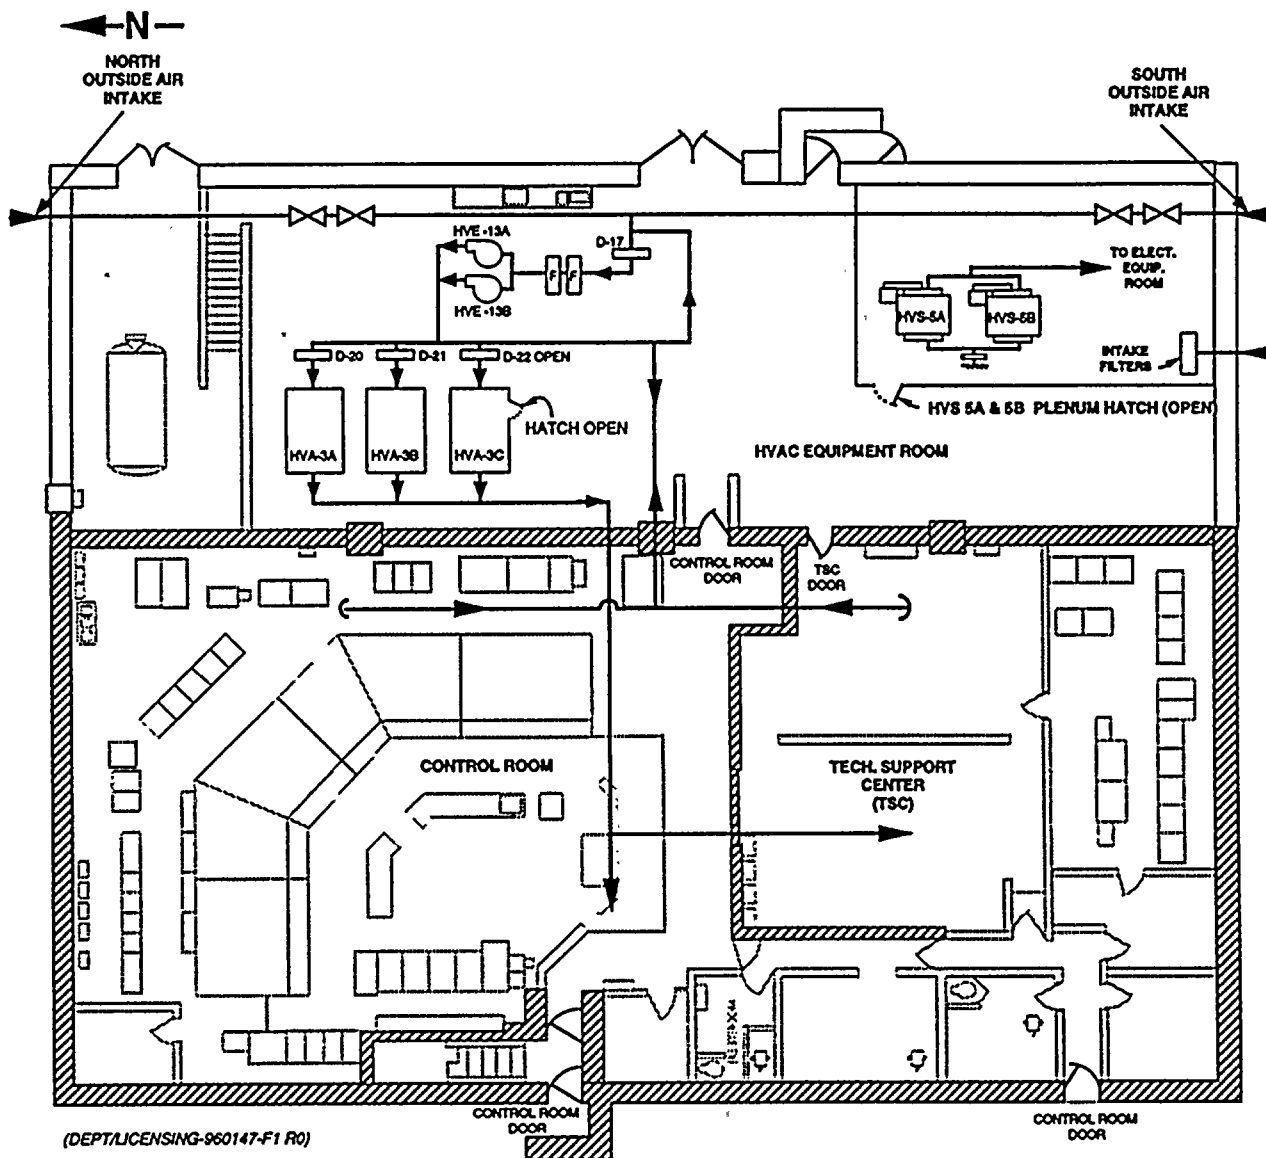 N
NORTH
OUTSIDE AIR
INTAKE
SOUTH
OUTSIDE AIR
INTAKE
HVE -13A
D-17
F
F
HVE -13B
TO ELECT.
EQUIP.
ROOM
HVS-5A
HVS-5B
INTAKE
FILTERS
D-20
D-21
D-22 OPEN
HATCH OPEN
HVS 5A & 5B PLENUM HATCH (OPEN)
HVA-3A
HVA-3B
HVA-3C
HVAC EQUIPMENT ROOM
CONTROL ROOM
DOOR
TSC
DOOR
CONTROL ROOM
TECH. SUPPORT
CENTER
(TSC)
CONTROL ROOM
DOOR
CONTROL ROOM
DOOR
(DEPT/LICENSING-960147-F1 R0)